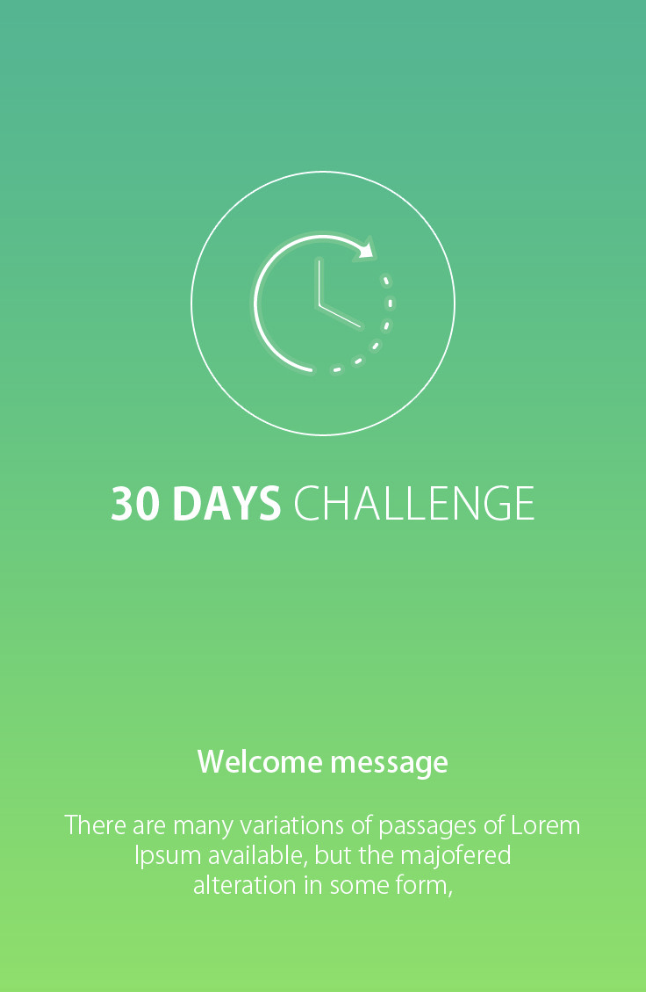 30 DAYS CHALLENGE
Welcome message
There are many variations of passages of Lorem
Ipsum available, but the majofered
alteration in some form,